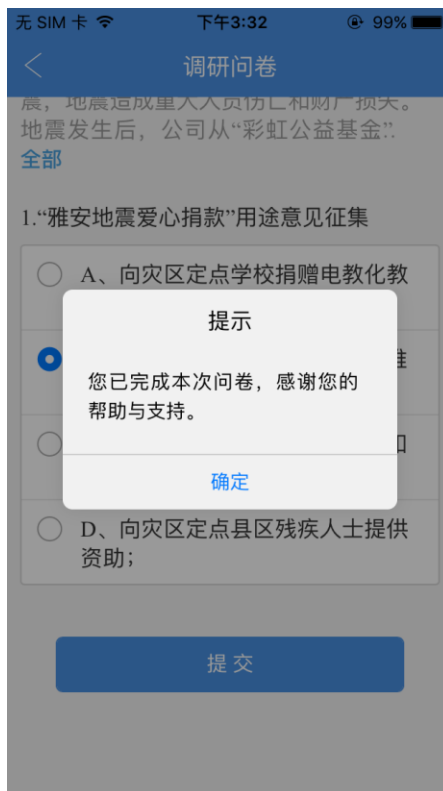 无 SIM 卡 下午3:32 99%
调研问卷
震，地震造成重大人员伤亡和财产损失。
地震发生后，公司从“彩虹公益基金”..
全部
1.“雅安地震爱心捐款”用途意见征集
A、向灾区定点学校捐赠电教化教
提示
您已完成本次问卷，感谢您的
帮助与支持。
确定
D、向灾区定点县区残疾人士提供
资助；
提 交